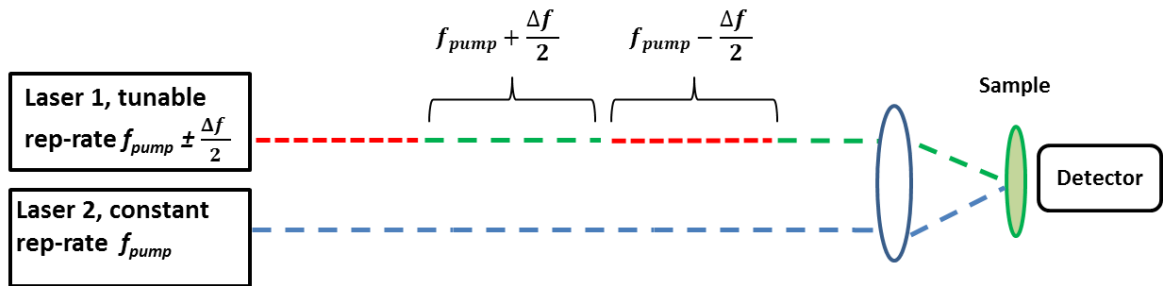 f_pump + Δf/2
f_pump − Δf/2
Sample
Laser 1, tunable
rep-rate f_pump ± Δf/2
Detector
Laser 2, constant
rep-rate f_pump